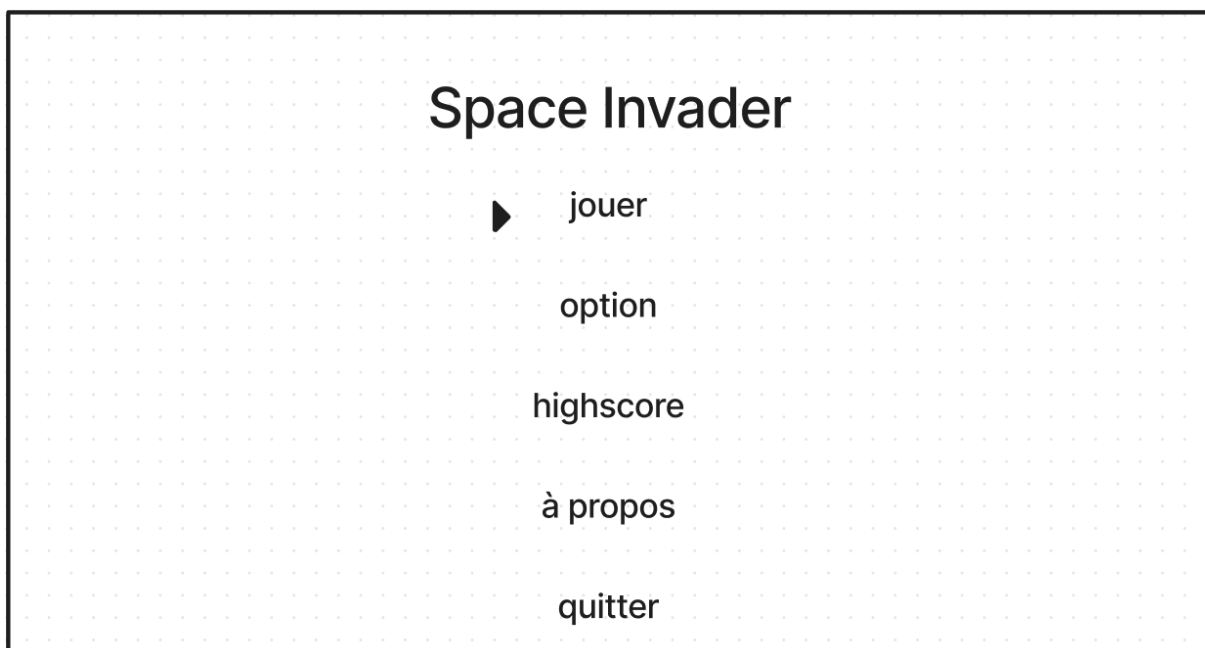 Space Invader
jouer
option
highscore
à propos
quitter